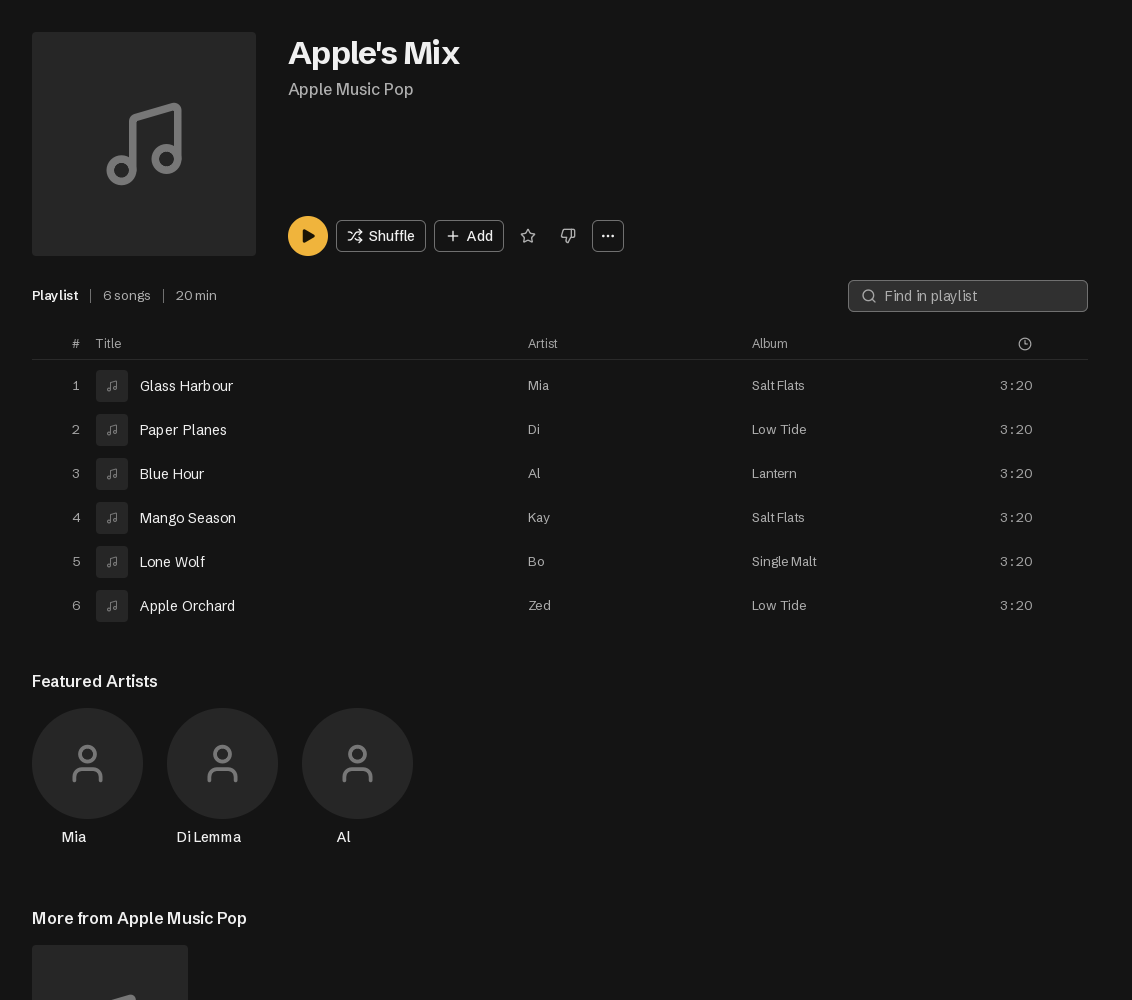 Apple's Mix
Apple Music Pop
Shuffle Add
Playlist 6 songs 20 min Find in playlist
# Title Artist Album
1 Glass Harbour Mia Salt Flats 3:20
2 Paper Planes Di Low Tide 3:20
3 Blue Hour Al Lantern 3:20
4 Mango Season Kay Salt Flats 3:20
5 Lone Wolf Bo Single Malt 3:20
6 Apple Orchard Zed Low Tide 3:20
Featured Artists
Mia Di Lemma Al
More from Apple Music Pop